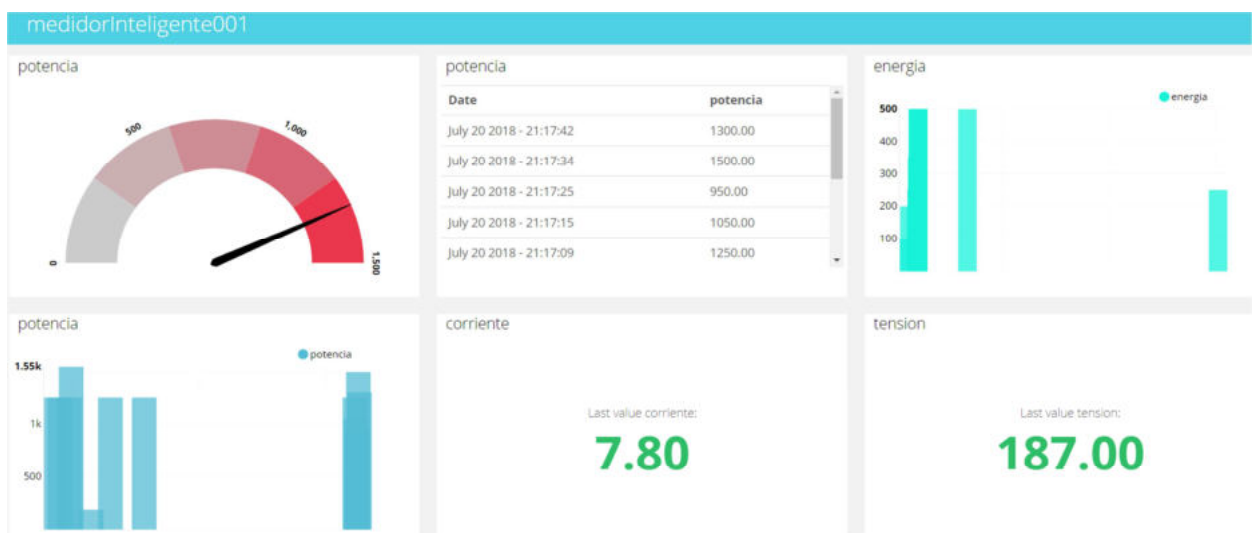 medidorInteligente001
potencia
500
1,000
0
1,500
potencia
Date potencia
July 20 2018 - 21:17:42 1300.00
July 20 2018 - 21:17:34 1500.00
July 20 2018 - 21:17:25 950.00
July 20 2018 - 21:17:15 1050.00
July 20 2018 - 21:17:09 1250.00
energia
energia
500
400
300
200
100
potencia
potencia
1.55k
1k
500
corriente
Last value corriente:
7.80
tension
Last value tension:
187.00